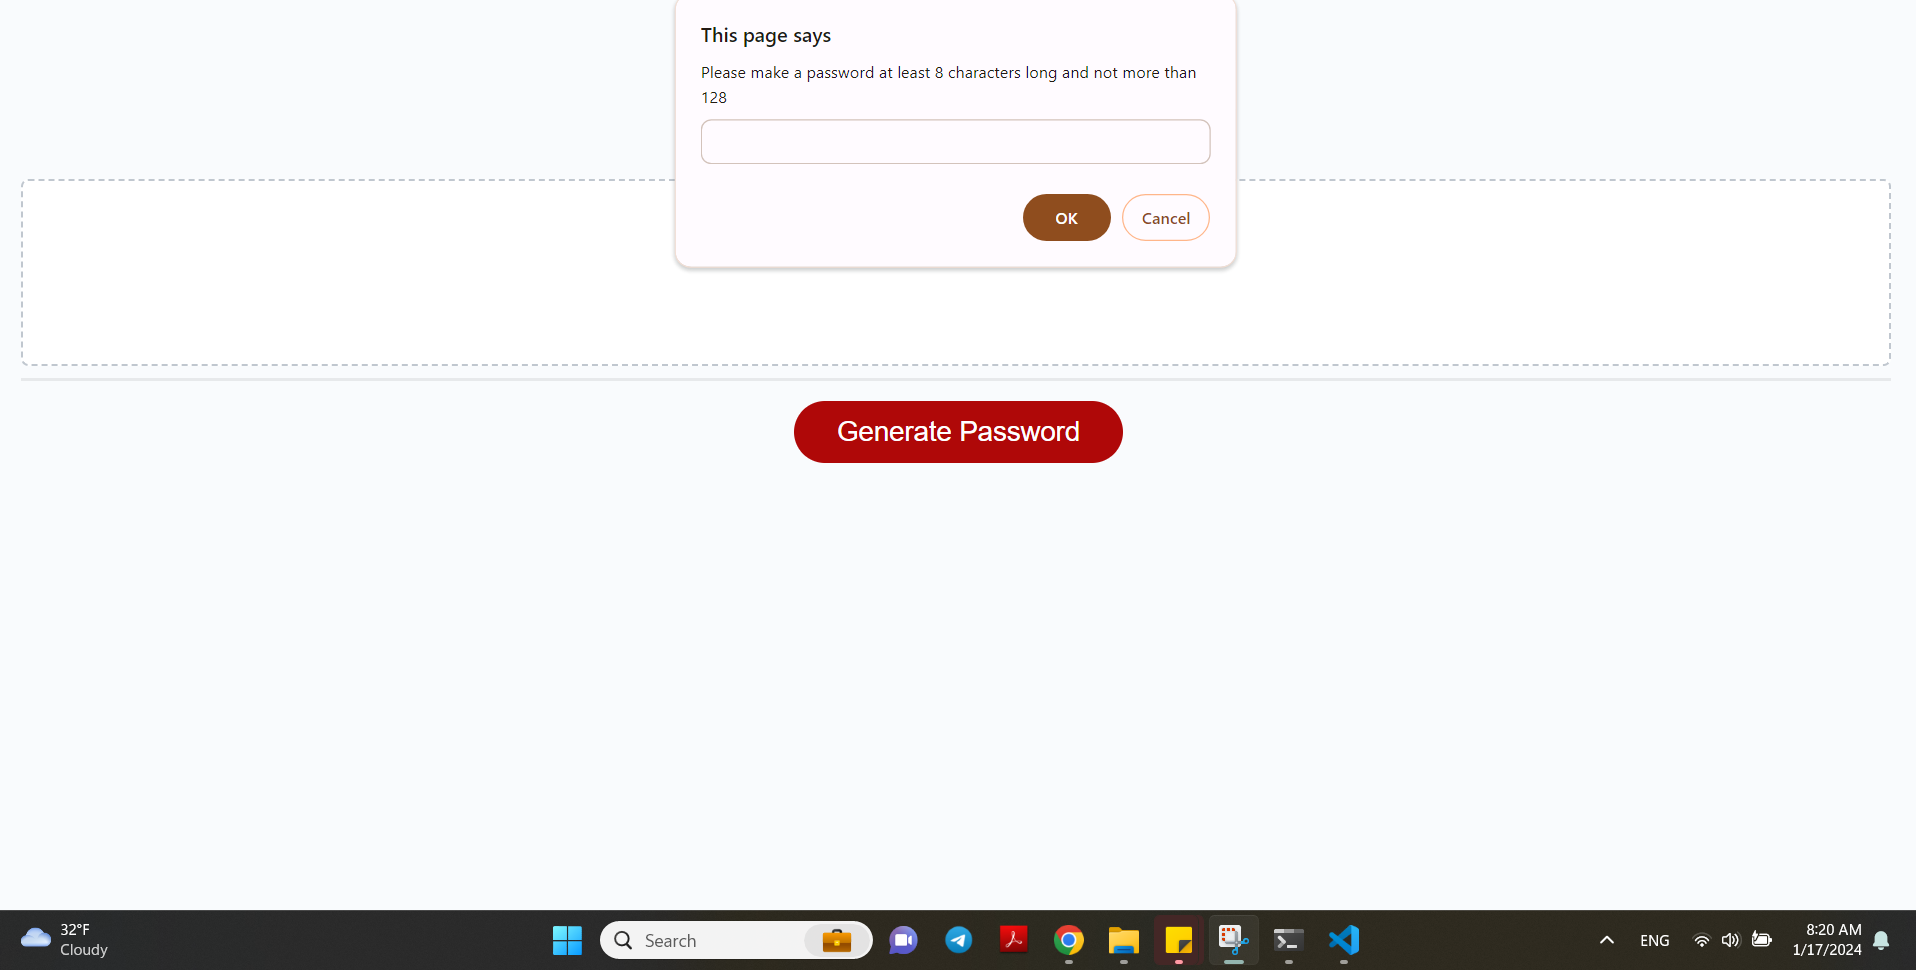 This page says
Please make a password at least 8 characters long and not more than
128
OK
Cancel
Generate Password
32°F
Cloudy
Search
ENG
8:20 AM
1/17/2024